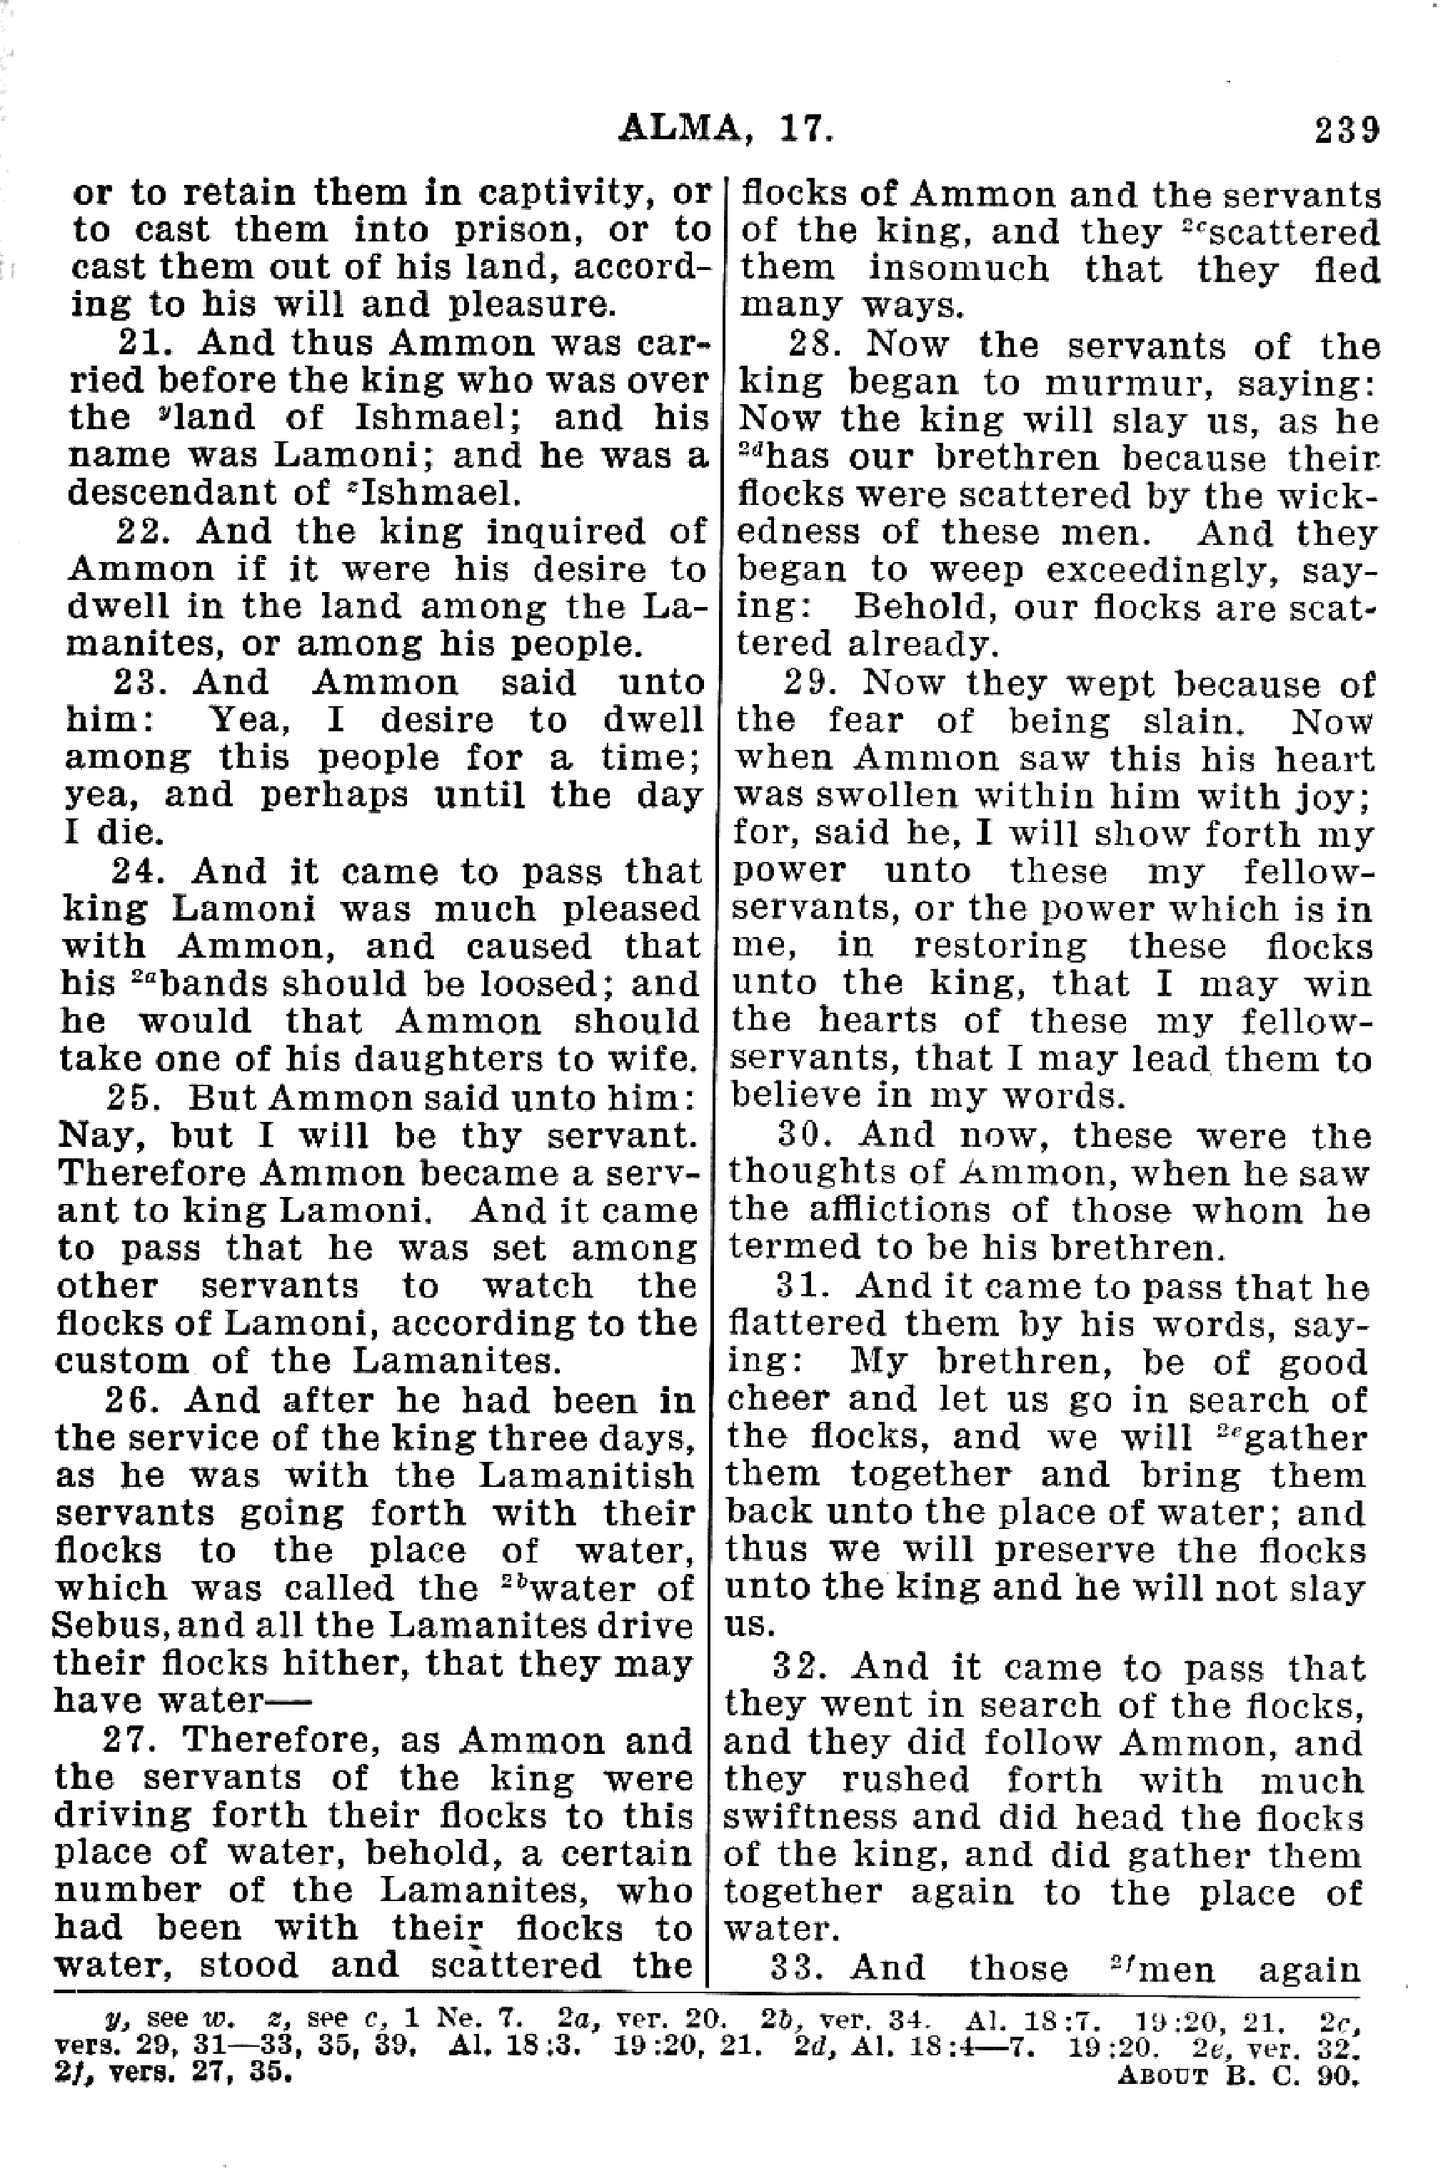 ALMA, 17.
239
or to retain them in captivity, or
to cast them into prison, or to
cast them out of his land, accord-
ing to his will and pleasure.
21. And thus Ammon was car-
ried before the king who was over
the yland of Ishmael; and his
name was Lamoni; and he was a
descendant of zIshmael.
22. And the king inquired of
Ammon if it were his desire to
dwell in the land among the La-
manites, or among his people.
23. And Ammon said unto
him: Yea, I desire to dwell
among this people for a time;
yea, and perhaps until the day
I die.
24. And it came to pass that
king Lamoni was much pleased
with Ammon, and caused that
his 2abands should be loosed; and
he would that Ammon should
take one of his daughters to wife.
25. But Ammon said unto him:
Nay, but I will be thy servant.
Therefore Ammon became a serv-
ant to king Lamoni. And it came
to pass that he was set among
other servants to watch the
flocks of Lamoni, according to the
custom of the Lamanites.
26. And after he had been in
the service of the king three days,
as he was with the Lamanitish
servants going forth with their
flocks to the place of water,
which was called the 2bwater of
Sebus, and all the Lamanites drive
their flocks hither, that they may
have water—
27. Therefore, as Ammon and
the servants of the king were
driving forth their flocks to this
place of water, behold, a certain
number of the Lamanites, who
had been with their flocks to
water, stood and scattered the
flocks of Ammon and the servants
of the king, and they 2cscattered
them insomuch that they fled
many ways.
28. Now the servants of the
king began to murmur, saying:
Now the king will slay us, as he
2dhas our brethren because their
flocks were scattered by the wick-
edness of these men. And they
began to weep exceedingly, say-
ing: Behold, our flocks are scat-
tered already.
29. Now they wept because of
the fear of being slain. Now
when Ammon saw this his heart
was swollen within him with joy;
for, said he, I will show forth my
power unto these my fellow-
servants, or the power which is in
me, in restoring these flocks
unto the king, that I may win
the hearts of these my fellow-
servants, that I may lead them to
believe in my words.
30. And now, these were the
thoughts of Ammon, when he saw
the afflictions of those whom he
termed to be his brethren.
31. And it came to pass that he
flattered them by his words, say-
ing: My brethren, be of good
cheer and let us go in search of
the flocks, and we will 2egather
them together and bring them
back unto the place of water; and
thus we will preserve the flocks
unto the king and he will not slay
us.
32. And it came to pass that
they went in search of the flocks,
and they did follow Ammon, and
they rushed forth with much
swiftness and did head the flocks
of the king, and did gather them
together again to the place of
water.
33. And those 2fmen again
y, see w. z, see c, 1 Ne. 7. 2a, ver. 20. 2b, ver. 34. Al. 18:7. 19:20, 21. 2c,
vers. 29, 31—33, 35, 39. Al. 18:3. 19:20, 21. 2d, Al. 18:4—7. 19:20. 2e, ver. 32.
2f, vers. 27, 35.
ABOUT B. C. 90.